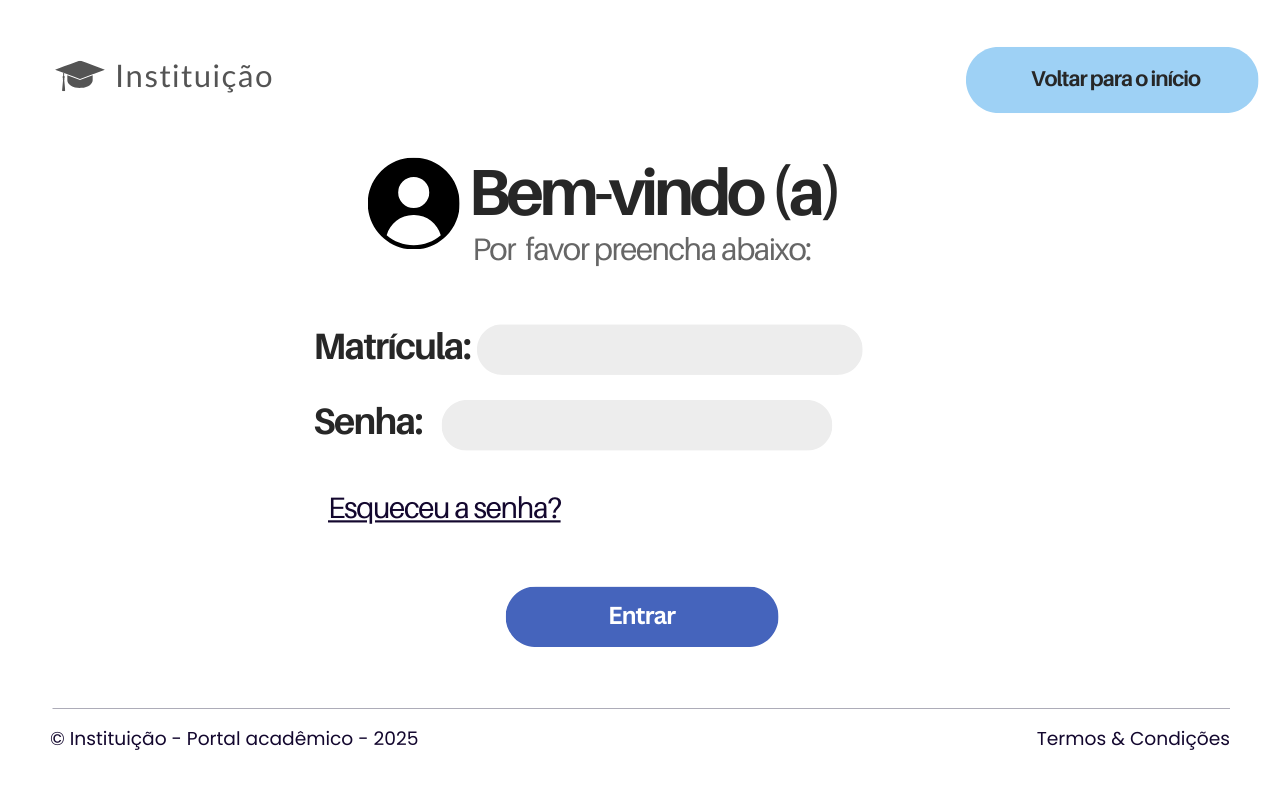 Instituição
Voltar para o início
Bem-vindo (a)
Por favor preencha abaixo:
Matrícula:
Senha:
Esqueceu a senha?
Entrar
© Instituição - Portal acadêmico - 2025
Termos & Condições